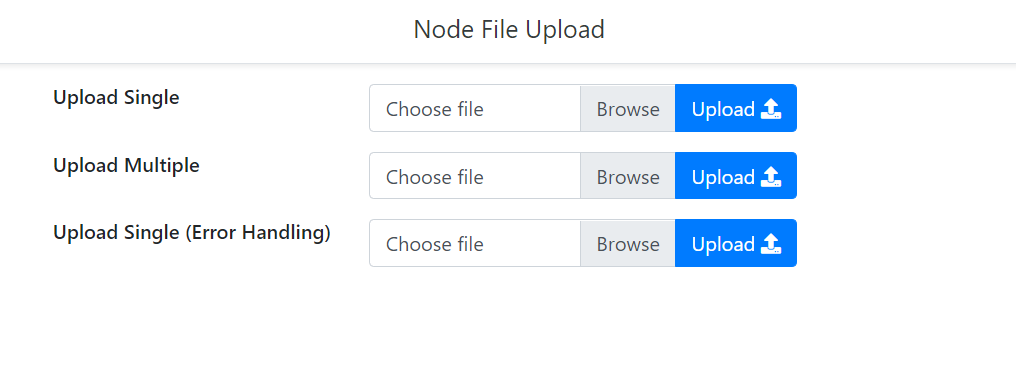 Node File Upload
Upload Single
Choose file Browse Upload
Upload Multiple
Choose file Browse Upload
Upload Single (Error Handling)
Choose file Browse Upload